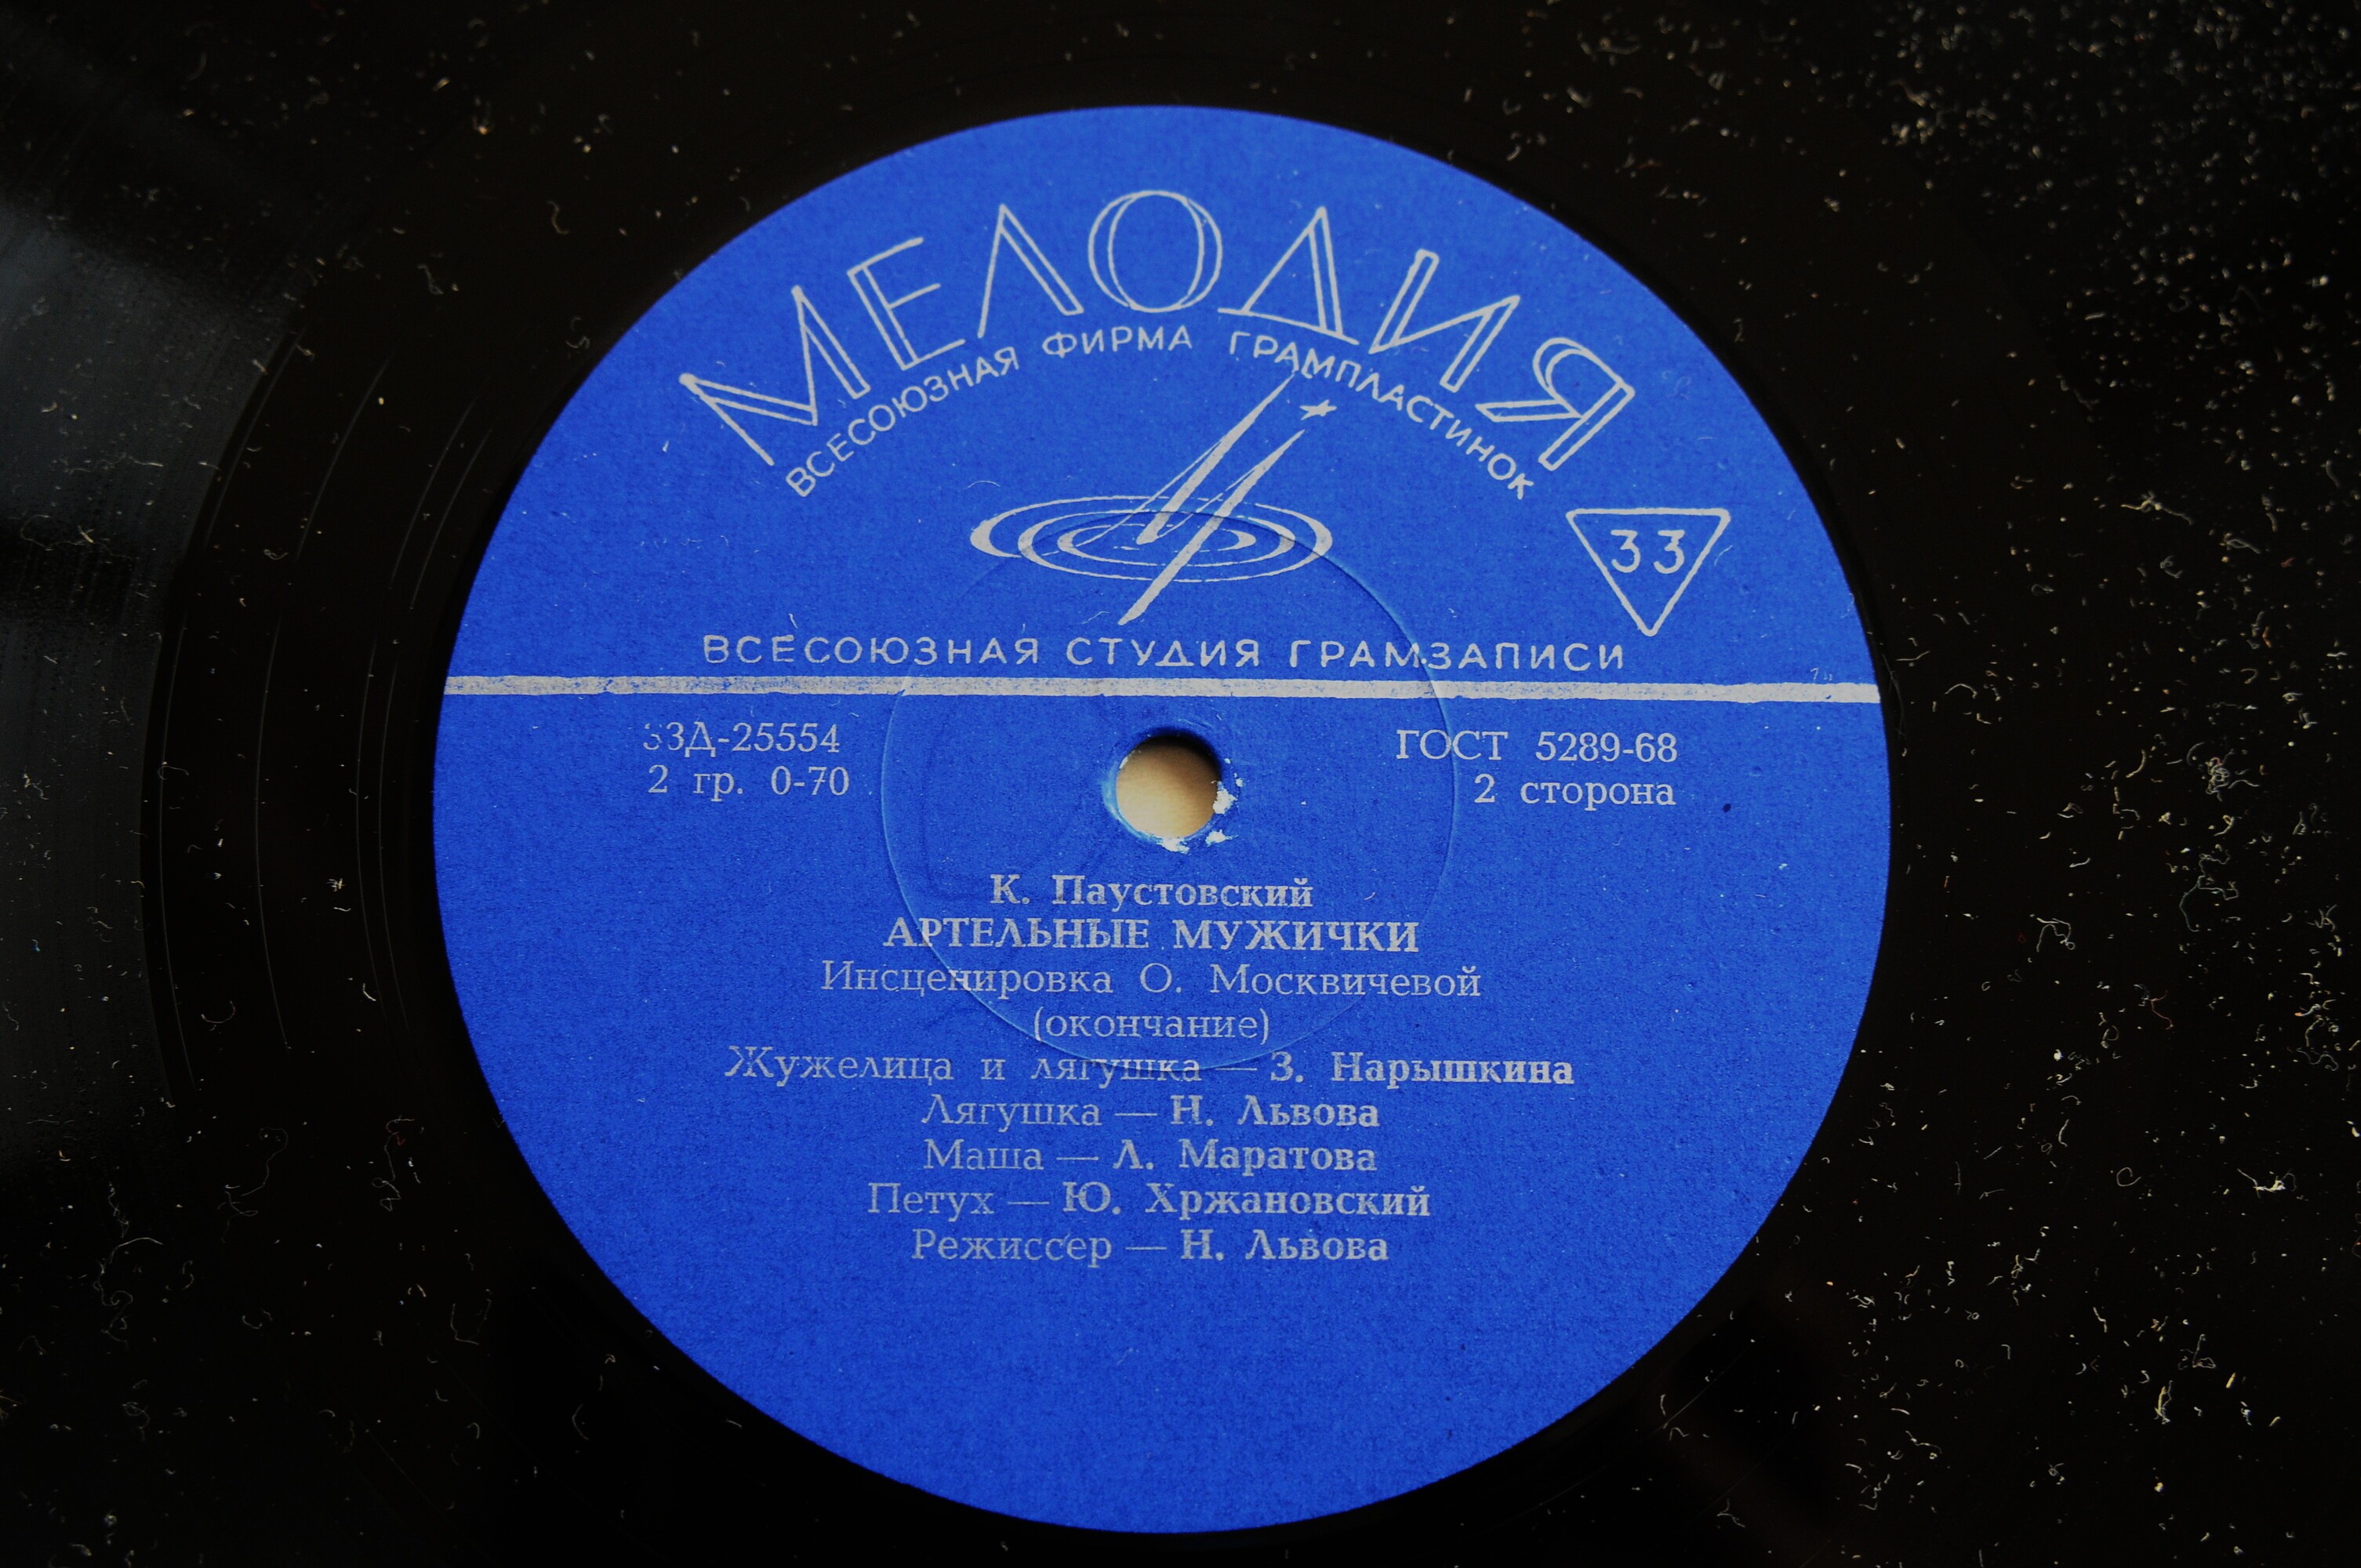 МЕЛОДИЯ
ВСЕСОЮЗНАЯ ФИРМА ГРАМПЛАСТИНОК
33
ВСЕСОЮЗНАЯ СТУДИЯ ГРАМЗАПИСИ
33Д-25554
ГОСТ 5289-68
2 гр. 0-70
2 сторона
К. Паустовский
АРТЕЛЬНЫЕ МУЖИЧКИ
Инсценировка О. Москвичевой
(окончание)
Жужелица и лягушка — З. Нарышкина
Лягушка — Н. Львова
Маша — Л. Маратова
Петух — Ю. Хржановский
Режиссер — Н. Львова